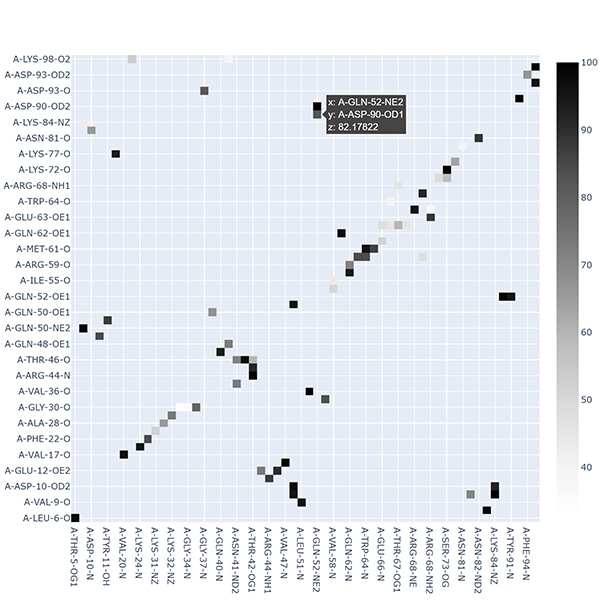 A-LYS-98-O2
A-ASP-93-OD2
A-ASP-93-O
A-ASP-90-OD2
A-LYS-84-NZ
A-ASN-81-O
A-LYS-77-O
A-LYS-72-O
A-ARG-68-NH1
A-TRP-64-O
A-GLU-63-OE1
A-GLN-62-OE1
A-MET-61-O
A-ARG-59-O
A-ILE-55-O
A-GLN-52-OE1
A-GLN-50-OE1
A-GLN-50-NE2
A-GLN-48-OE1
A-THR-46-O
A-ARG-44-N
A-VAL-36-O
A-GLY-30-O
A-ALA-28-O
A-PHE-22-O
A-VAL-17-O
A-GLU-12-OE2
A-ASP-10-OD2
A-VAL-9-O
A-LEU-6-O
x: A-GLN-52-NE2
y: A-ASP-90-OD1
z: 82.17822
100
90
80
70
60
50
40
A-THR-5-OG1
A-ASP-10-N
A-TYR-11-OH
A-VAL-20-N
A-LYS-24-N
A-LYS-31-NZ
A-LYS-32-NZ
A-GLY-34-N
A-GLY-37-N
A-GLN-40-N
A-ASN-41-ND2
A-THR-42-OG1
A-ARG-44-NH1
A-VAL-47-N
A-LEU-51-N
A-GLN-52-NE2
A-VAL-58-N
A-GLN-62-N
A-TRP-64-N
A-GLU-66-N
A-THR-67-OG1
A-ARG-68-NE
A-ARG-68-NH2
A-SER-73-OG
A-ASN-81-N
A-ASN-82-ND2
A-LYS-84-NZ
A-TYR-91-N
A-PHE-94-N